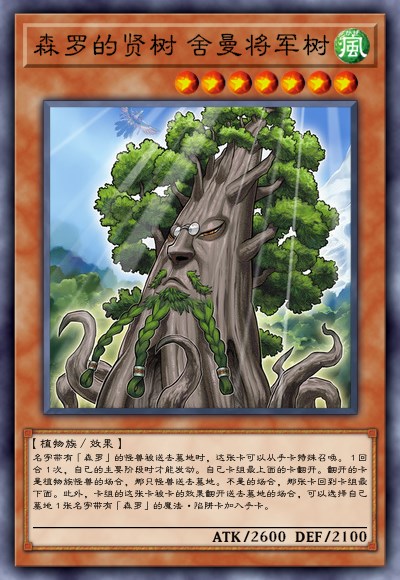 森罗的贤树 舍曼将军树
風
【植物族／效果】
名字带有「森罗」的怪兽被送去墓地时，这张卡可以从手卡特殊召唤。1回
合1次，自己的主要阶段时才能发动。自己卡组最上面的卡翻开。翻开的卡
是植物族怪兽的场合，那只怪兽送去墓地。不是的场合，那张卡回到卡组最
下面。此外，卡组的这张卡被卡的效果翻开送去墓地的场合，可以选择自己
墓地1张名字带有「森罗」的魔法·陷阱卡加入手卡。
ATK/2600 DEF/2100